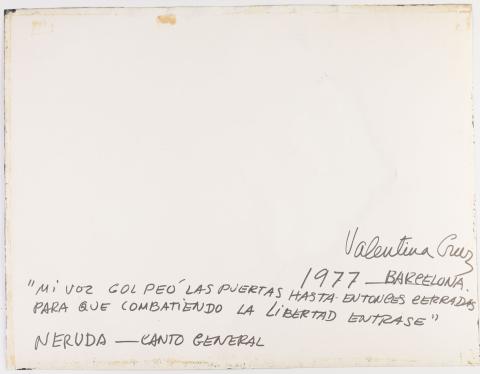 Valentina Cruz
1977 — BARCELONA.
"MI VOZ GOLPEÓ LAS PUERTAS HASTA ENTONCES CERRADAS
PARA QUE COMBATIENDO LA LIBERTAD ENTRASE"
NERUDA — CANTO GENERAL